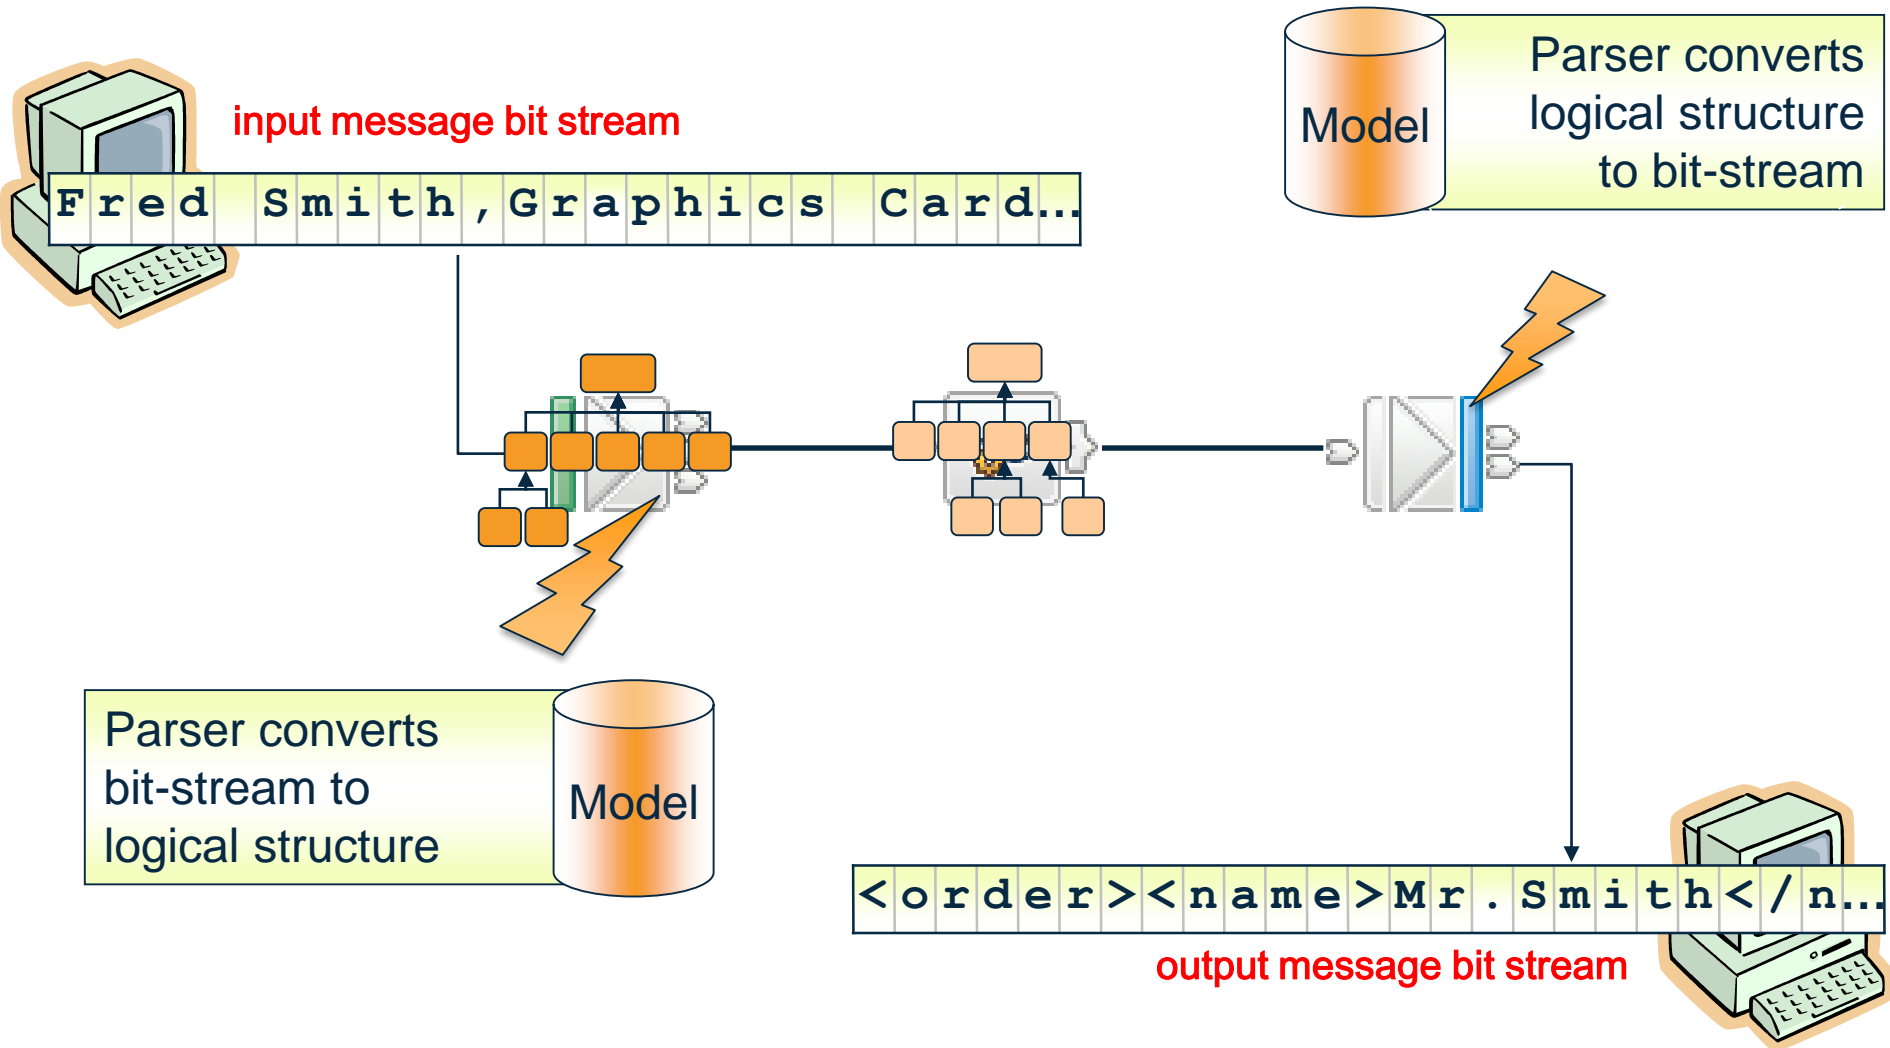 input message bit stream
Fred Smith,Graphics Card...
Model
Parser converts
logical structure
to bit-stream
Parser converts
bit-stream to
logical structure
Model
<order><name>Mr.Smith</n...
output message bit stream